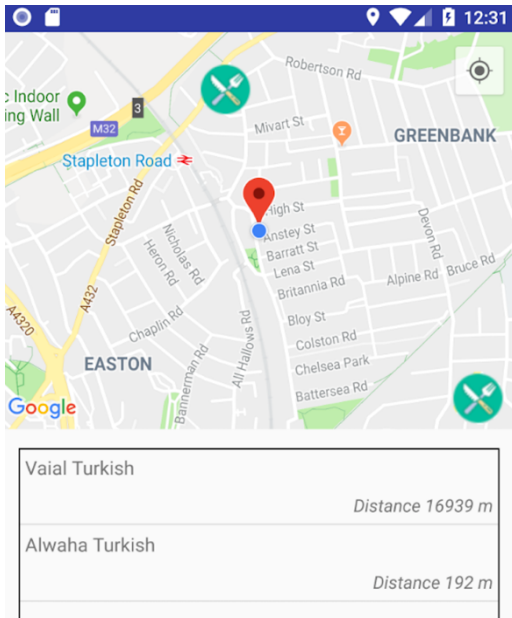 12:31
Robertson Rd
c Indoor
ing Wall
3
M32
Mivart St
GREENBANK
Stapleton Road
Stapleton Rd
High St
Anstey St
Barratt St
Lena St
Britannia Rd
Devon Rd
Alpine Rd
Bruce Rd
Nicholas Rd
Heron Rd
A432
A4320
Chaplin Rd
All Hallows Rd
Bloy St
Colston Rd
Chelsea Park
Battersea Rd
EASTON
Bannerman Rd
Google
Vaial Turkish
Distance 16939 m
Alwaha Turkish
Distance 192 m